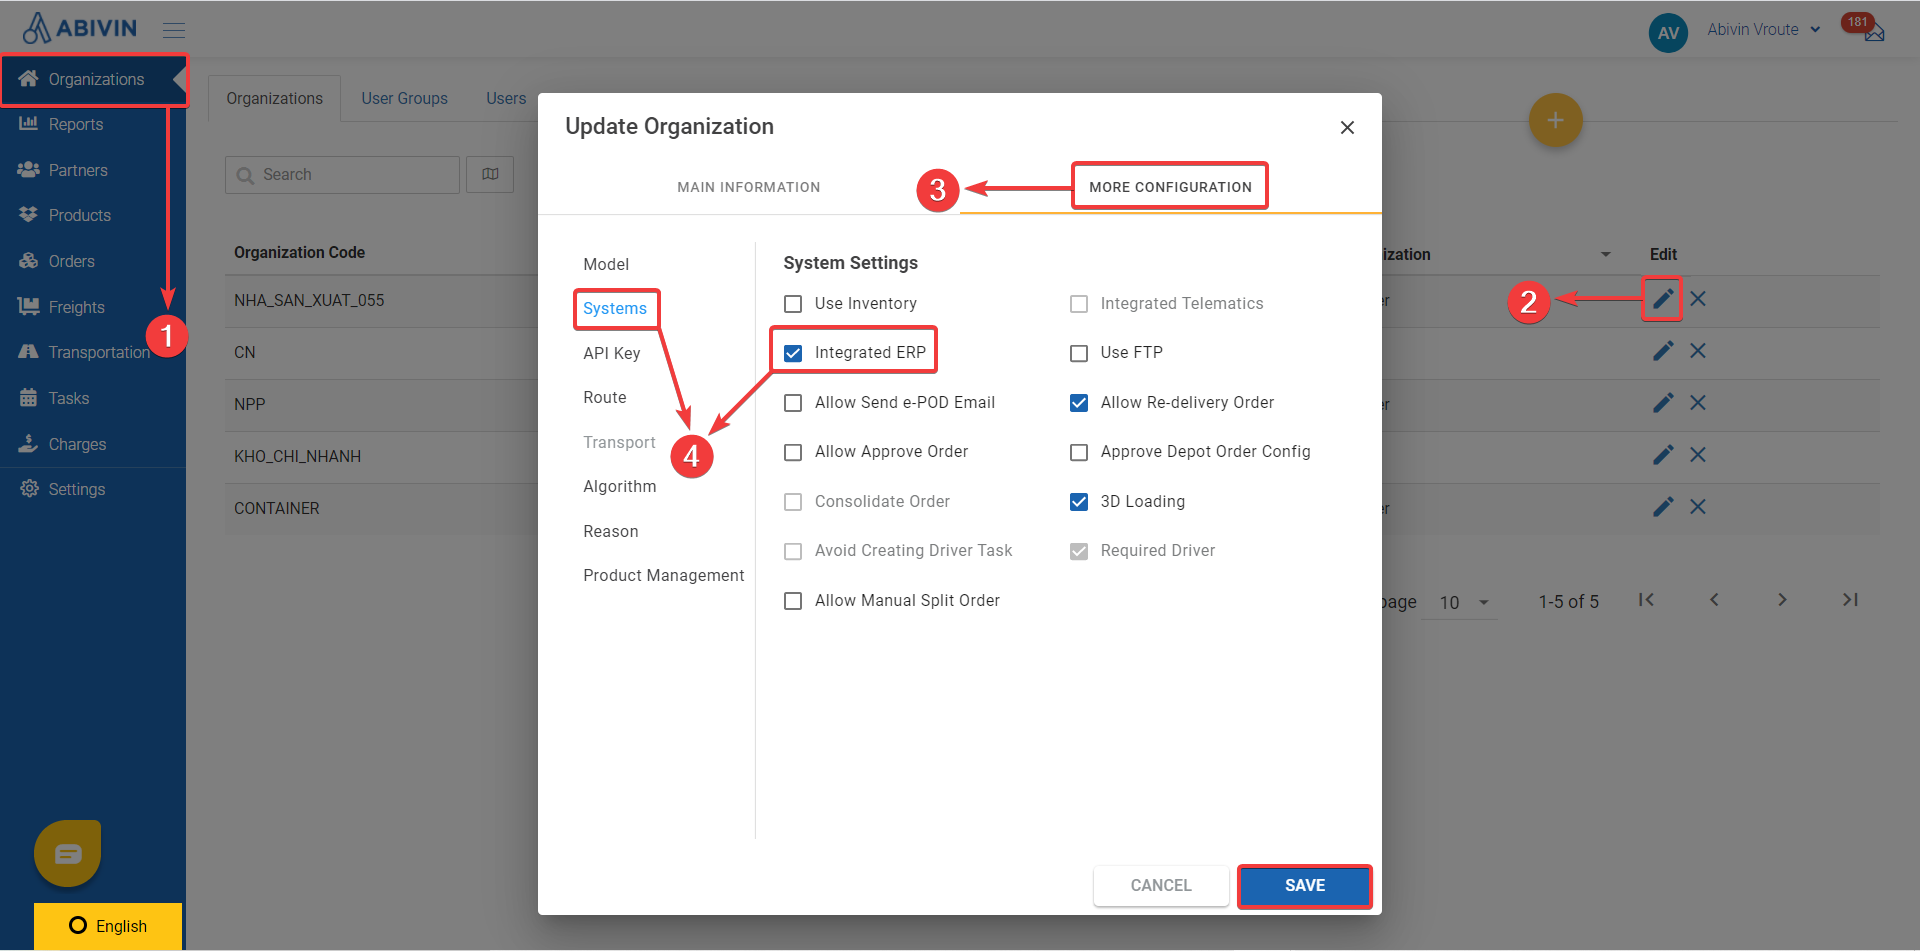 ABIVIN
AV
Abivin Vroute
181
Organizations
Reports
Partners
Products
Orders
Freights
Transportation
Tasks
Charges
Settings
English
1
Organizations
User Groups
Users
Search
Organization Code
NHA_SAN_XUAT_055
CN
NPP
KHO_CHI_NHANH
CONTAINER
Update Organization
MAIN INFORMATION
3
MORE CONFIGURATION
Model
Systems
API Key
Route
Transport
Algorithm
Reason
Product Management
4
System Settings
Use Inventory
Integrated Telematics
Integrated ERP
Use FTP
Allow Send e-POD Email
Allow Re-delivery Order
Allow Approve Order
Approve Depot Order Config
Consolidate Order
3D Loading
Avoid Creating Driver Task
Required Driver
Allow Manual Split Order
CANCEL
SAVE
ization
Edit
er
2
er
er
page
10
1-5 of 5